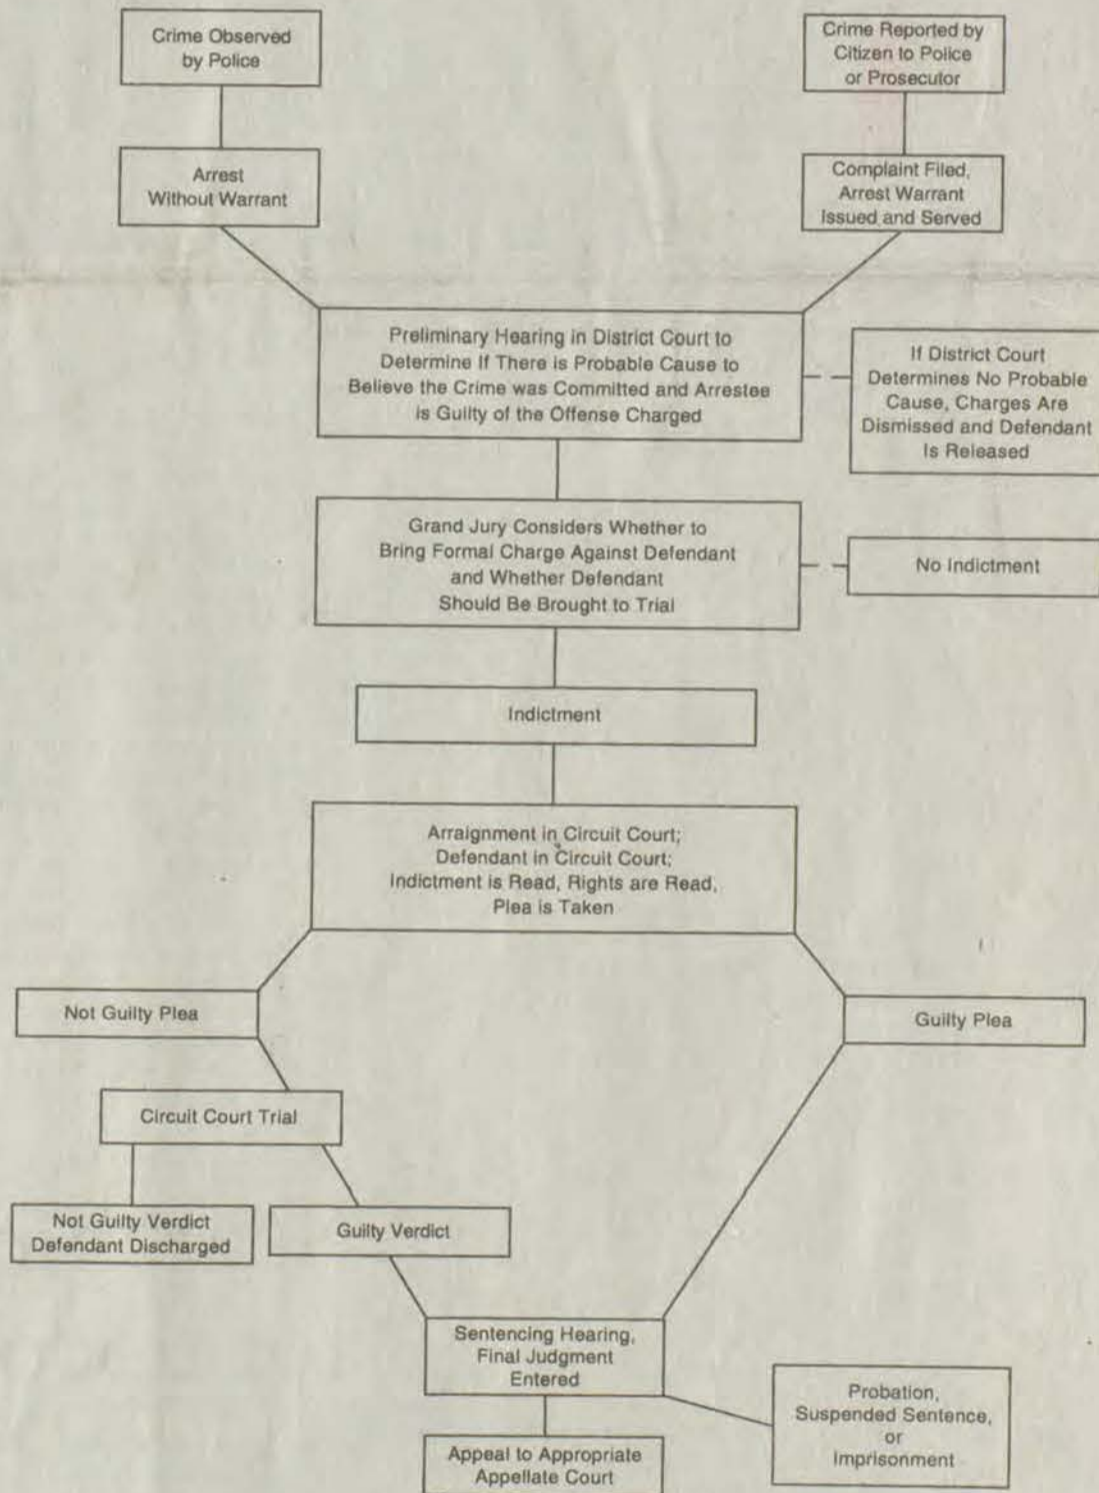 Crime Observed
by Police
Crime Reported by
Citizen to Police
or Prosecutor
Arrest
Without Warrant
Complaint Filed,
Arrest Warrant
Issued and Served
Preliminary Hearing in District Court to
Determine If There is Probable Cause to
Believe the Crime was Committed and Arrestee
is Guilty of the Offense Charged
If District Court
Determines No Probable
Cause, Charges Are
Dismissed and Defendant
Is Released
Grand Jury Considers Whether to
Bring Formal Charge Against Defendant
and Whether Defendant
Should Be Brought to Trial
No Indictment
Indictment
Arraignment in Circuit Court;
Defendant in Circuit Court;
Indictment is Read, Rights are Read,
Plea is Taken
Not Guilty Plea
Guilty Plea
Circuit Court Trial
Not Guilty Verdict
Defendant Discharged
Guilty Verdict
Sentencing Hearing,
Final Judgment
Entered
Probation,
Suspended Sentence,
or
Imprisonment
Appeal to Appropriate
Appellate Court